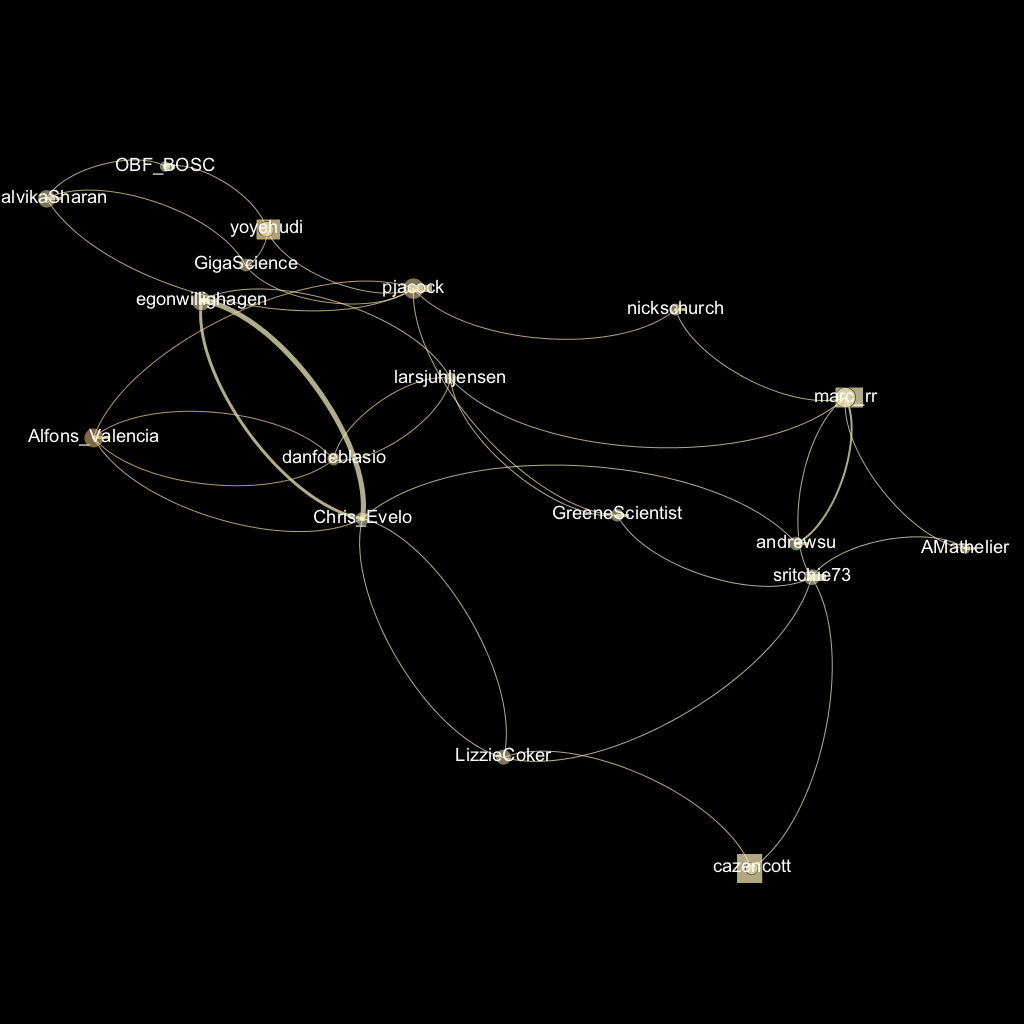 OBF_BOSC
alvikaSharan
yoyehudi
GigaScience
pjacock
egonwillighagen
nickschurch
larsjuhljensen
marc_rr
Alfons_Valencia
danfdeblasio
Chris_Evelo
GreeneScientist
andrewsu
AMathelier
sritchie73
LizzieCoker
cazencott